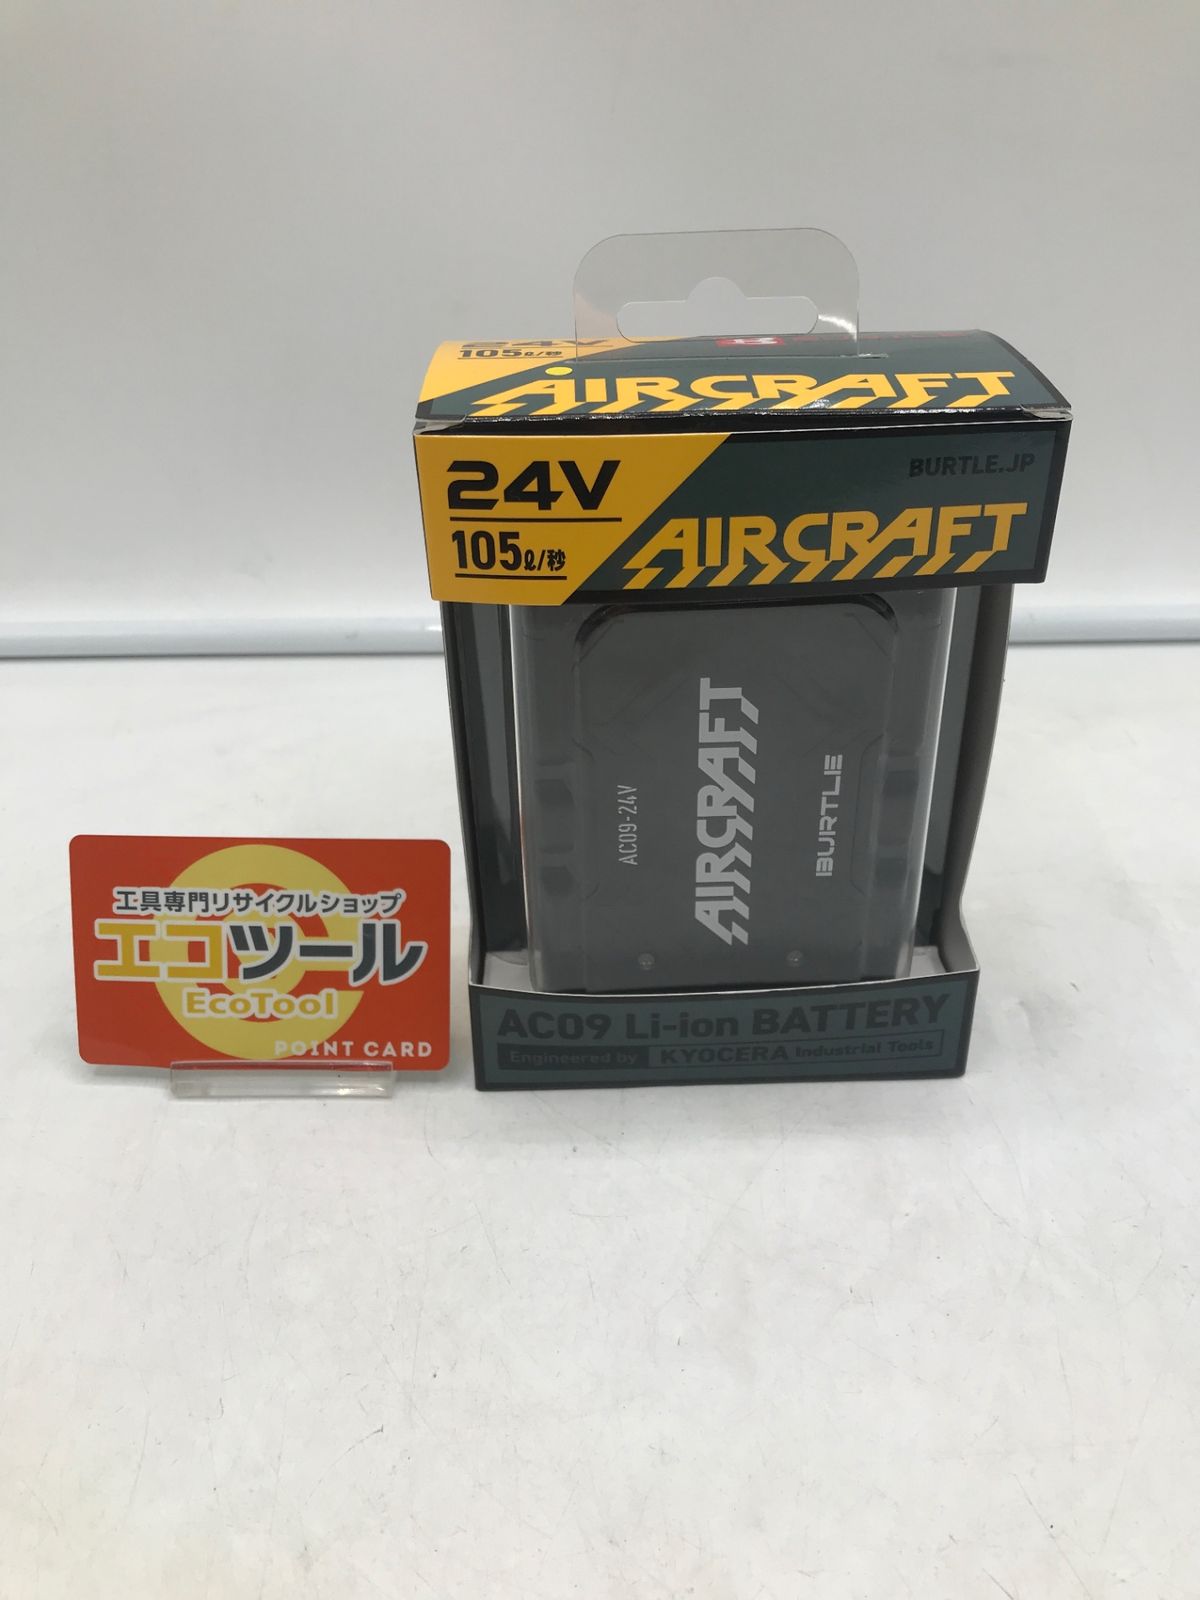 24V
105ℓ/秒
AIRCRAFT
24V
105ℓ/秒
BURTLE.JP
AIRCRAFT
AC09-24V
AIRCRAFT
BURTLE
AC09 Li-ion BATTERY
Engineered by KYOCERA Industrial Tools
工具専門リサイクルショップ
エコツール
EcoTool
POINT CARD